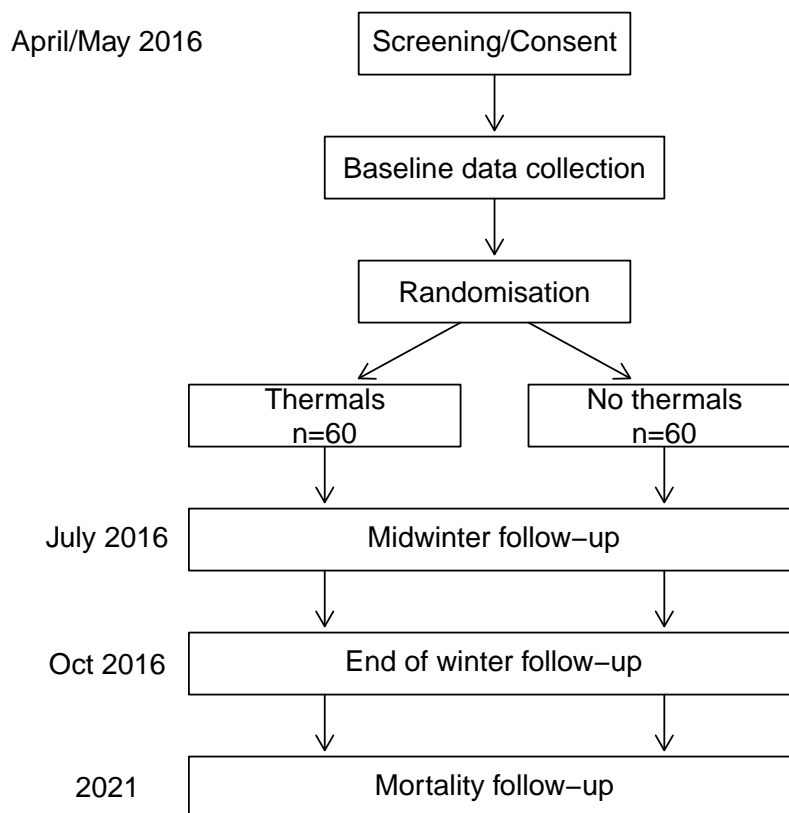 April/May 2016
Screening/Consent
Baseline data collection
Randomisation
Thermals
n=60
No thermals
n=60
July 2016
Midwinter follow−up
Oct 2016
End of winter follow−up
2021
Mortality follow−up